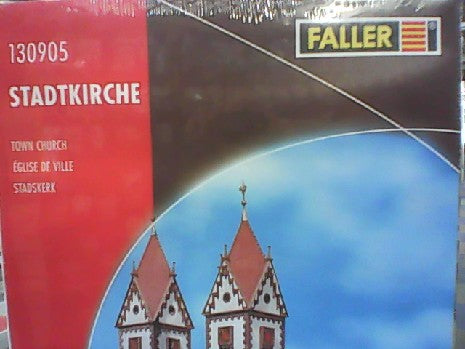 130905
FALLER
STADTKIRCHE
TOWN CHURCH
ÉGLISE DE VILLE
STADSKERK